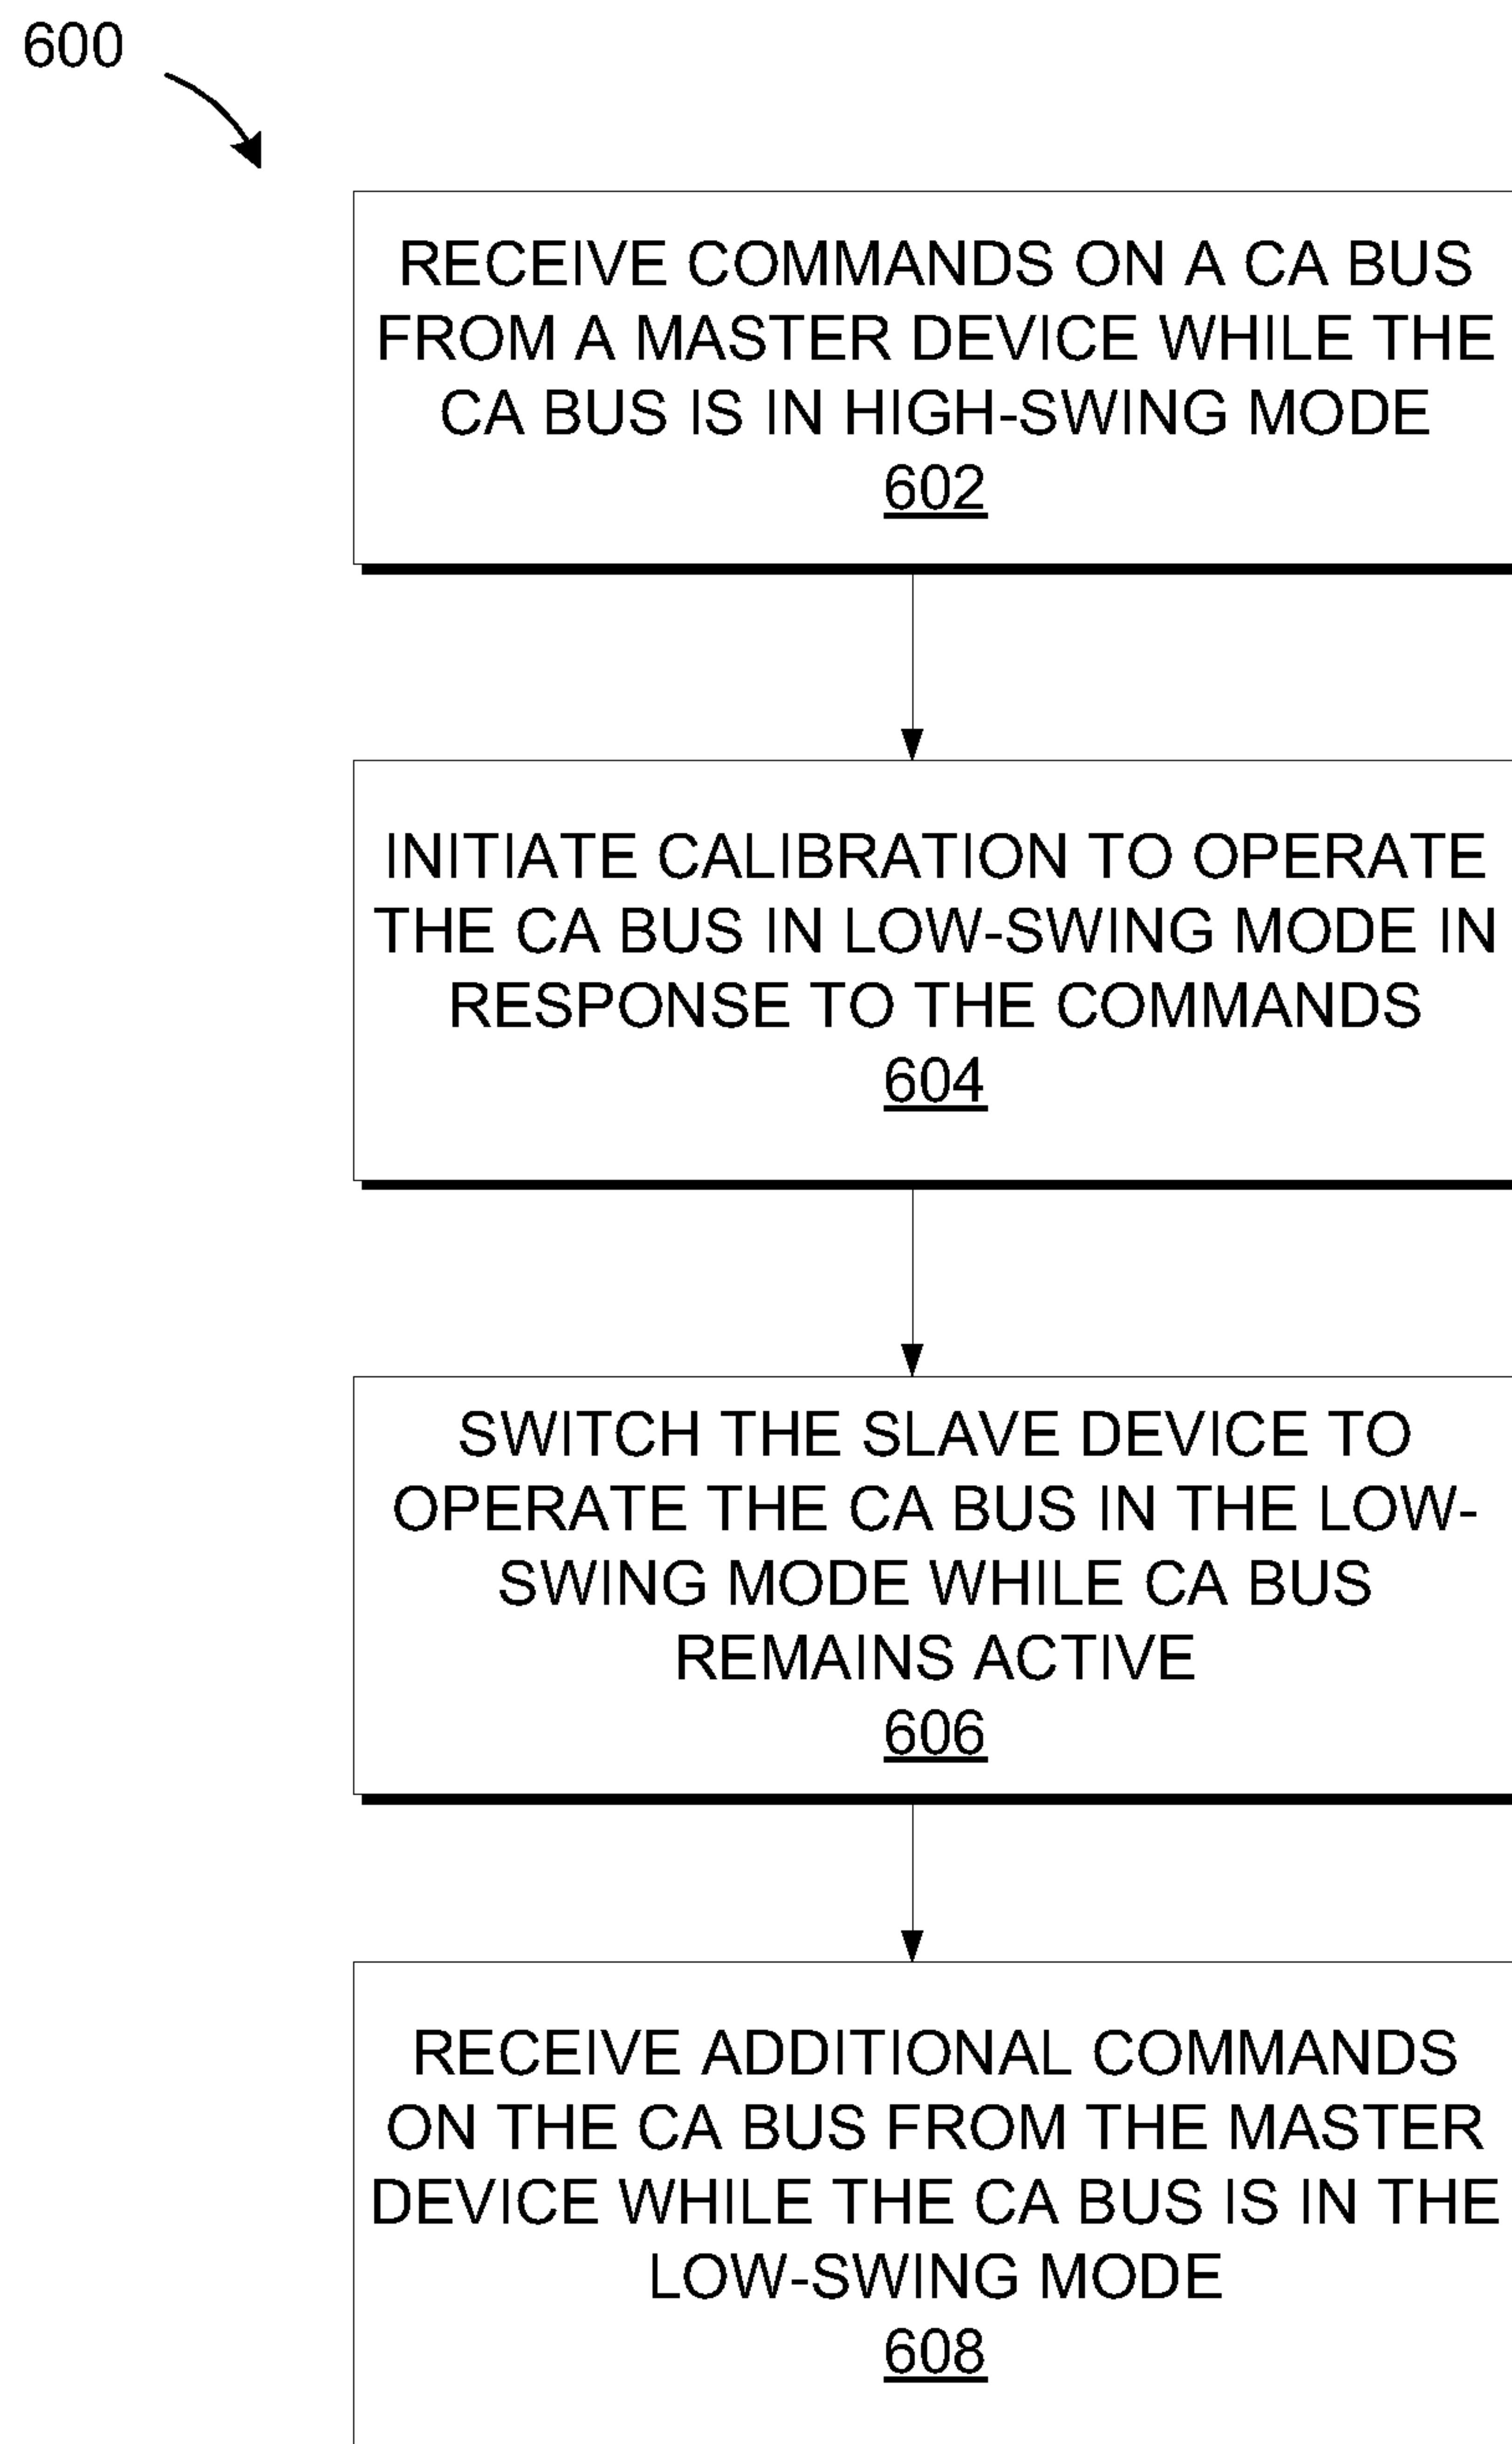 600
RECEIVE COMMANDS ON A CA BUS
FROM A MASTER DEVICE WHILE THE
CA BUS IS IN HIGH-SWING MODE
602
INITIATE CALIBRATION TO OPERATE
THE CA BUS IN LOW-SWING MODE IN
RESPONSE TO THE COMMANDS
604
SWITCH THE SLAVE DEVICE TO
OPERATE THE CA BUS IN THE LOW-
SWING MODE WHILE CA BUS
REMAINS ACTIVE
606
RECEIVE ADDITIONAL COMMANDS
ON THE CA BUS FROM THE MASTER
DEVICE WHILE THE CA BUS IS IN THE
LOW-SWING MODE
608